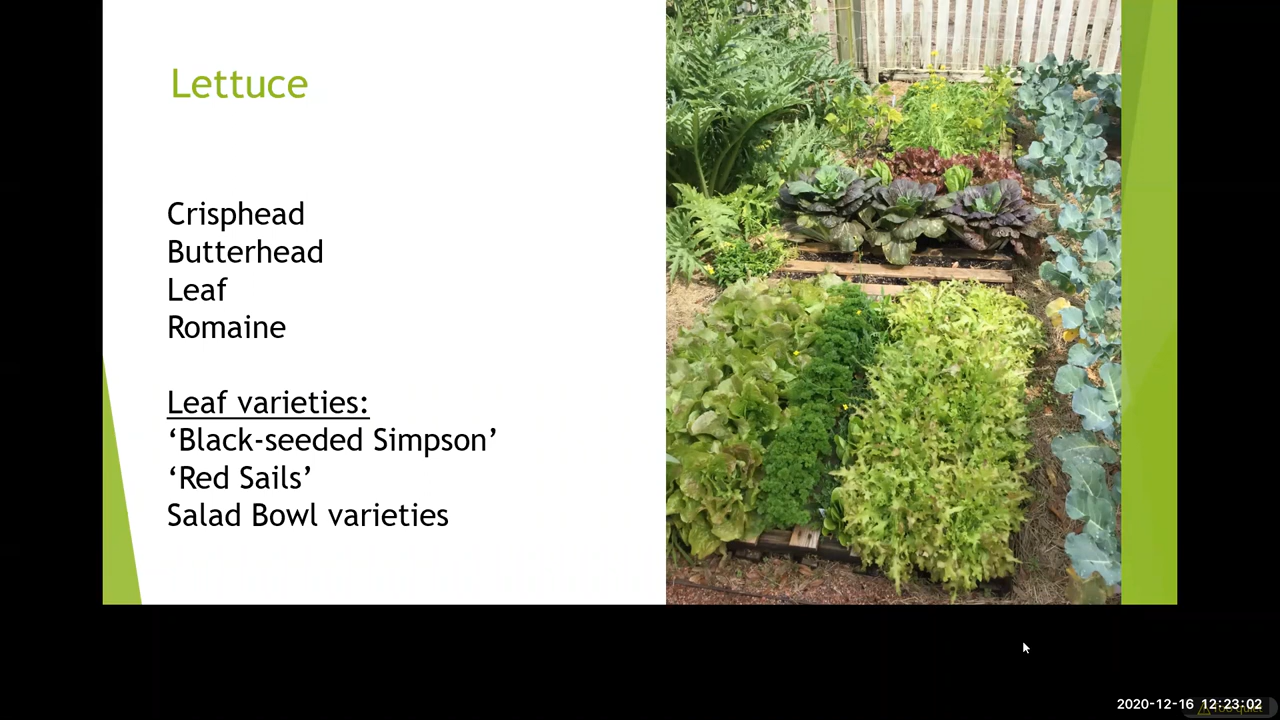 Lettuce
Crisphead
Butterhead
Leaf
Romaine
Leaf varieties:
‘Black-seeded Simpson’
‘Red Sails’
Salad Bowl varieties
2020-12-16 12:23:02